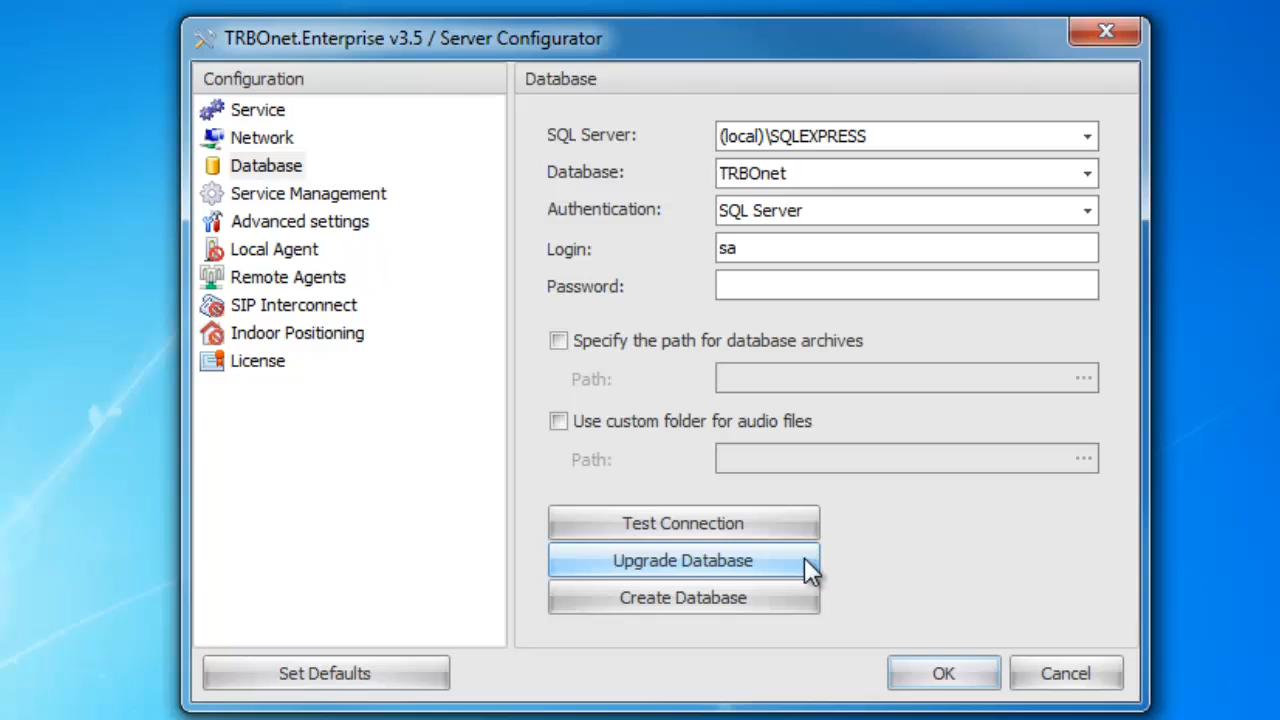 TRBOnet.Enterprise v3.5 / Server Configurator
Configuration
Service
Network
Database
Service Management
Advanced settings
Local Agent
Remote Agents
SIP Interconnect
Indoor Positioning
License
Set Defaults
Database
SQL Server: (local)\SQLEXPRESS
Database: TRBOnet
Authentication: SQL Server
Login: sa
Password:
Specify the path for database archives
Path: ...
Use custom folder for audio files
Path: ...
Test Connection
Upgrade Database
Create Database
OK Cancel